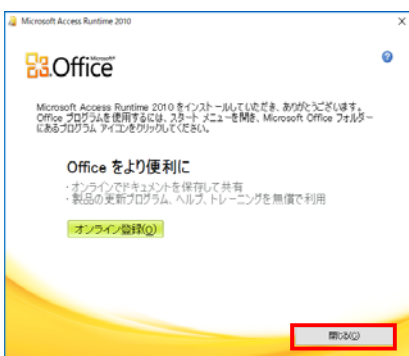 Microsoft Access Runtime 2010
Microsoft
Office
Microsoft Access Runtime 2010 をインストールしていただき、ありがとうございます。
Office プログラムを使用するには、スタート メニューを開き、Microsoft Office フォルダー
にあるプログラム アイコンをクリックしてください。
Office をより便利に
・オンラインでドキュメントを保存して共有
・製品の更新プログラム、ヘルプ、トレーニングを無償で利用
オンライン登録(O)
閉じる(C)